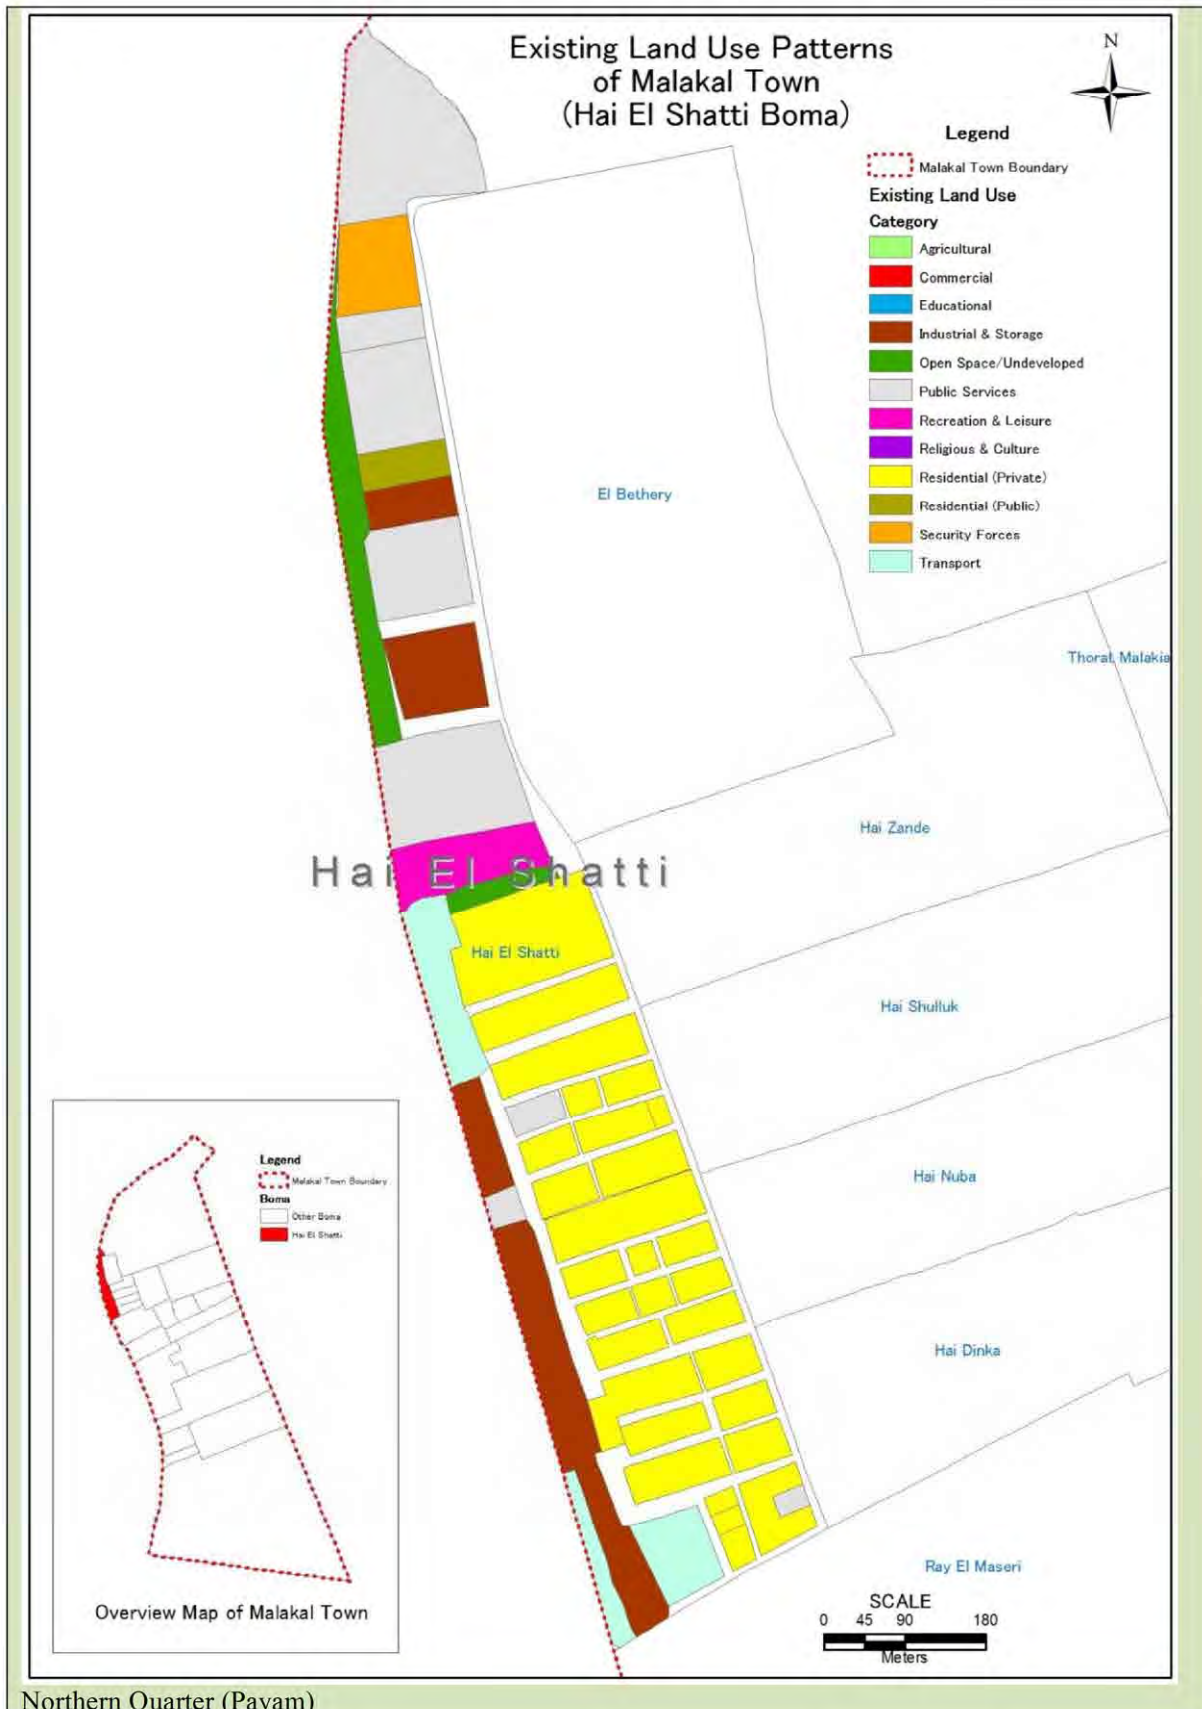 Existing Land Use Patterns
of Malakal Town
(Hai El Shatti Boma)
N
Legend
Malakal Town Boundary
Existing Land Use
Category
Agricultural
Commercial
Educational
Industrial & Storage
Open Space/Undeveloped
Public Services
Recreation & Leisure
Religious & Culture
Residential (Private)
Residential (Public)
Security Forces
Transport
El Bethery
Thorat Malakia
Hai Zande
Hai El Shatti
Hai El Shatti
Hai Shulluk
Hai Nuba
Hai Dinka
Ray El Maseri
Legend
Malakal Town Boundary
Boma
Other Boma
Hai El Shatti
Overview Map of Malakal Town
SCALE
0 45 90 180
Meters
Northern Quarter (Payam)